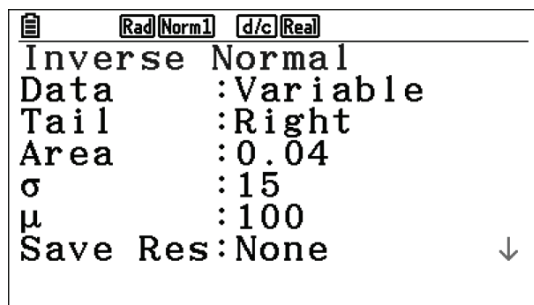 Rad Norm1 d/c Real
Inverse Normal
Data :Variable
Tail :Right
Area :0.04
σ :15
μ :100
Save Res:None ↓